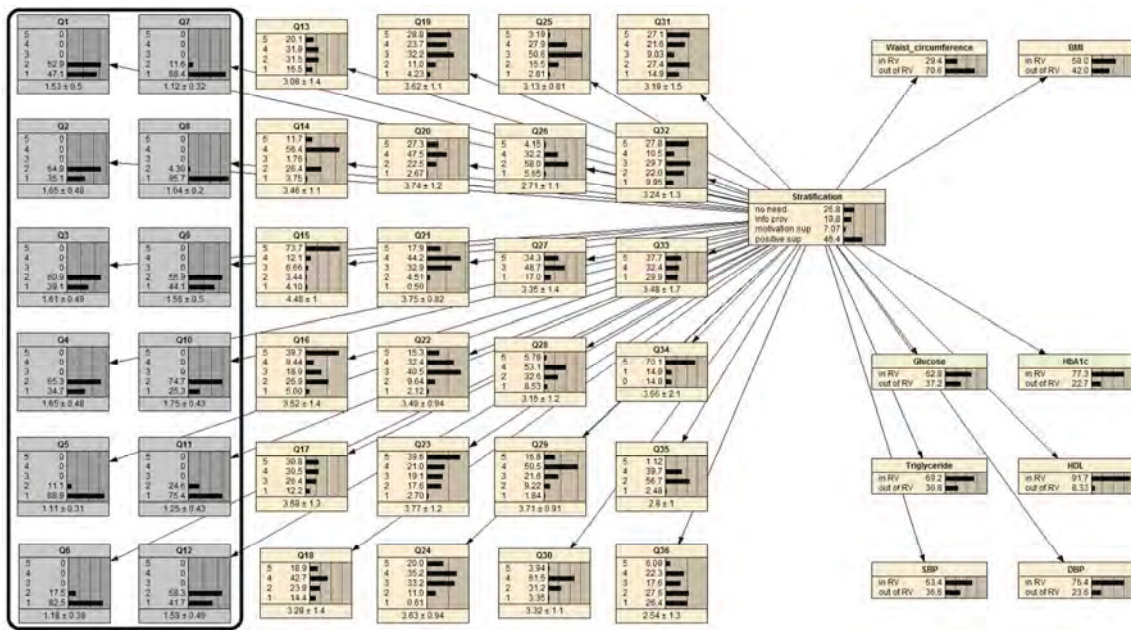 Q1
5 0
4 0
3 0
2 52.9
1 47.1
1.53 ± 0.5
Q7
5 0
4 0
3 0
2 11.6
1 88.4
1.12 ± 0.32
Q13
5 20.1
4 31.9
3 31.5
1 16.5
3.08 ± 1.4
Q19
5 28.8
4 23.7
3 32.2
2 11.0
1 4.23
3.62 ± 1.1
Q25
5 3.19
4 27.9
3 50.6
2 15.5
1 2.81
3.13 ± 0.81
Q31
5 27.1
4 21.6
3 9.03
2 27.4
1 14.9
3.19 ± 1.5
Waist_circumference
in RV 29.4
out of RV 70.6
BMI
in RV 58.0
out of RV 42.0
Q2
5 0
4 0
3 0
2 64.9
1 35.1
1.65 ± 0.48
Q8
5 0
4 0
3 0
2 4.30
1 95.7
1.04 ± 0.2
Q14
5 11.7
4 56.4
3 1.76
2 26.4
1 3.75
3.46 ± 1.1
Q20
5 27.3
4 47.5
2 22.5
1 2.67
3.74 ± 1.2
Q26
5 4.15
4 32.2
2 58.0
1 5.65
2.71 ± 1.1
Q32
5 27.8
4 10.5
3 29.7
2 22.0
1 9.95
3.24 ± 1.3
Stratification
no need 26.8
info prov 19.8
motivation sup 7.07
positive sup 46.4
Q3
5 0
4 0
3 0
2 60.9
1 39.1
1.61 ± 0.49
Q9
5 0
4 0
3 0
2 55.9
1 44.1
1.56 ± 0.5
Q15
5 73.7
4 12.1
3 6.66
2 3.44
1 4.10
4.48 ± 1
Q21
5 17.9
4 44.2
3 32.9
2 4.51
1 0.50
3.75 ± 0.82
Q27
5 34.3
3 48.7
1 17.0
3.35 ± 1.4
Q33
37.7
32.4
29.9
3.48 ± 1.7
Q4
5 0
4 0
3 0
2 65.3
1 34.7
1.65 ± 0.48
Q10
5 0
4 0
3 0
2 74.7
1 25.3
1.75 ± 0.43
Q16
5 39.7
4 9.44
3 18.9
2 26.9
1 5.00
3.52 ± 1.4
Q22
5 15.3
4 32.4
3 40.5
2 9.64
1 2.12
3.49 ± 0.94
Q28
5 5.79
4 53.1
2 32.6
1 8.53
3.15 ± 1.2
Q34
5 70.1
1 14.9
0 14.9
3.66 ± 2.1
Glucose
in RV 62.8
out of RV 37.2
HbA1c
in RV 77.3
out of RV 22.7
Q5
5 0
4 0
3 0
2 11.1
1 88.9
1.11 ± 0.31
Q11
5 0
4 0
3 0
2 24.6
1 75.4
1.25 ± 0.43
Q17
5 30.8
4 30.5
3 26.4
1 12.2
3.68 ± 1.3
Q23
5 39.6
4 21.0
3 19.1
2 17.6
1 2.70
3.77 ± 1.2
Q29
5 16.8
4 50.5
3 21.6
2 9.22
1 1.84
3.71 ± 0.91
Q35
5 1.12
4 39.7
2 56.7
1 2.48
2.8 ± 1
Triglyceride
in RV 69.2
out of RV 30.8
HDL
in RV 91.7
out of RV 8.33
Q6
5 0
4 0
3 0
2 17.5
1 82.5
1.18 ± 0.38
Q12
5 0
4 0
3 0
2 58.3
1 41.7
1.58 ± 0.49
Q18
5 18.9
4 42.7
2 23.9
1 14.4
3.28 ± 1.4
Q24
5 20.0
4 35.2
3 33.2
2 11.0
1 0.61
3.63 ± 0.94
Q30
5 3.94
4 61.5
2 31.2
1 3.35
3.32 ± 1.1
Q36
5 6.08
4 22.3
3 17.6
2 27.6
1 26.4
2.54 ± 1.3
SBP
in RV 63.4
out of RV 36.6
DBP
in RV 76.4
out of RV 23.6